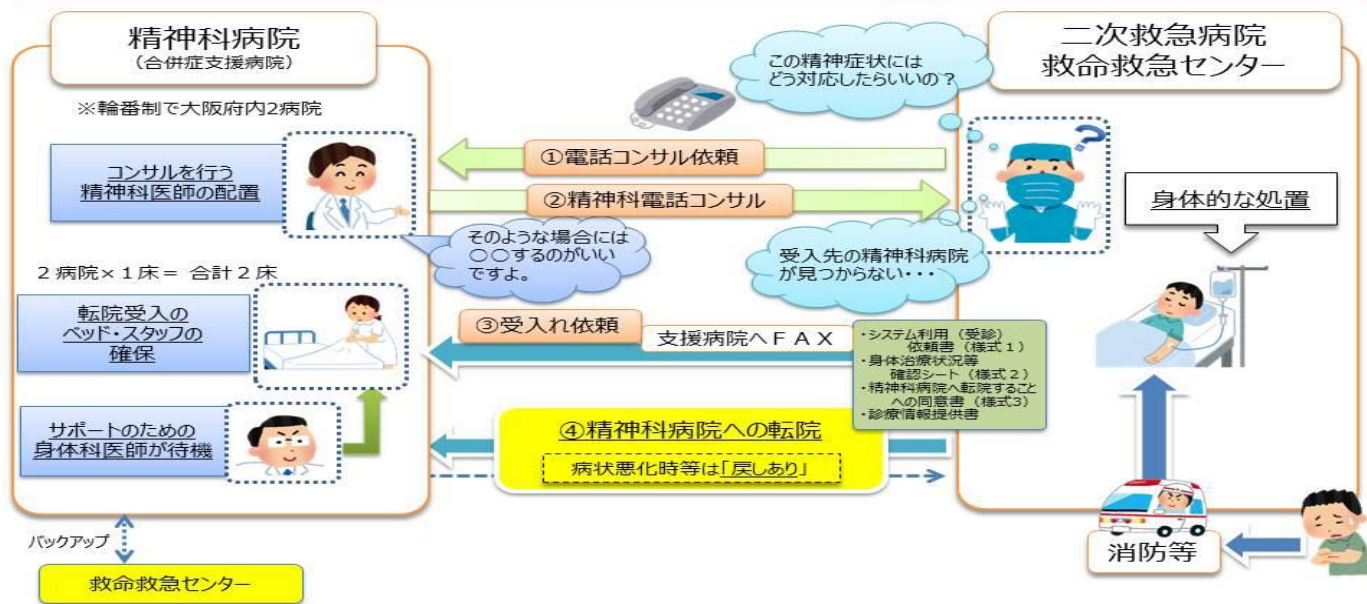 精神科病院
（合併症支援病院）
※輪番制で大阪府内2病院
コンサルを行う
精神科医師の配置
2病院×1床＝ 合計2床
転院受入の
ベッド・スタッフの
確保
サポートのための
身体科医師が待機
バックアップ
救命救急センター
この精神症状には
どう対応したらいいの？
①電話コンサル依頼
②精神科電話コンサル
そのような場合には
○○するのがいい
ですよ。
受入先の精神科病院
が見つからない・・・
③受入れ依頼
支援病院へＦＡＸ
・システム利用（受診）
依頼書（様式１）
・身体治療状況等
確認シート（様式２）
・精神科病院へ転院すること
への同意書（様式3）
・診療情報提供書
④精神科病院への転院
病状悪化時等は「戻しあり」
二次救急病院
救命救急センター
？
身体的な処置
消防等